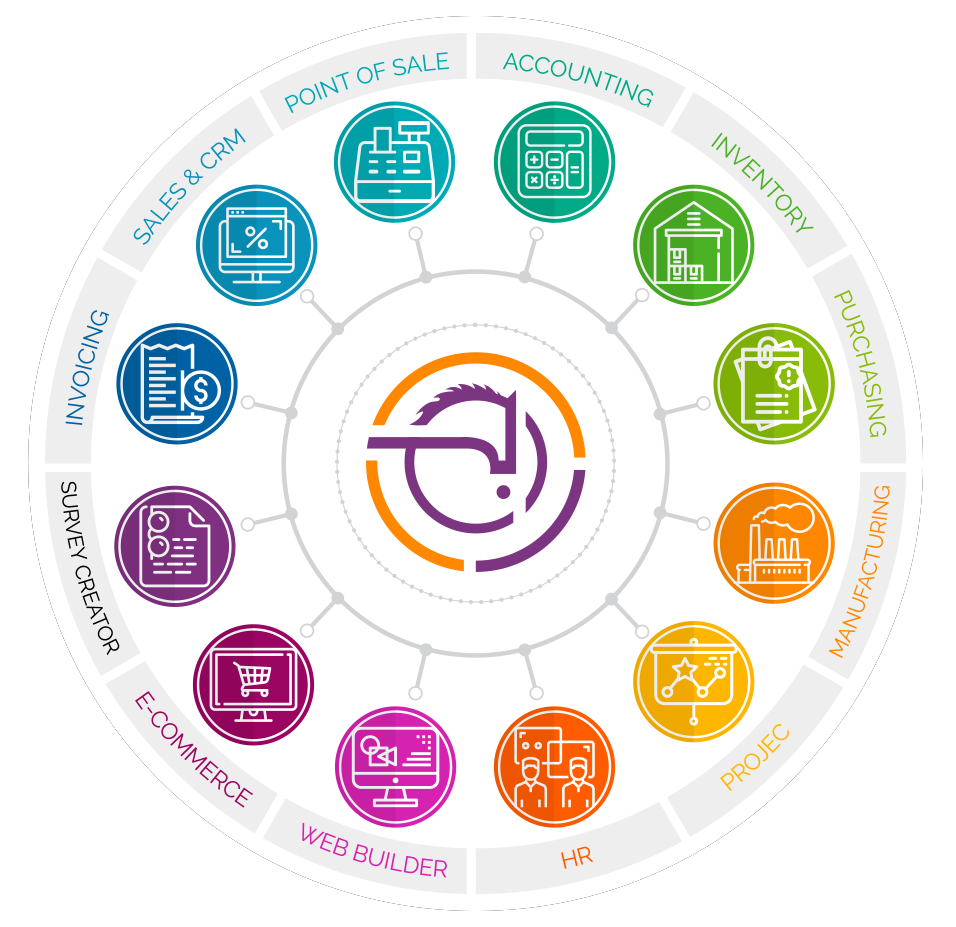 POINT OF SALE
ACCOUNTING
INVENTORY
PURCHASING
MANUFACTURING
PROJEC
HR
WEB BUILDER
E-COMMERCE
SURVEY CREATOR
INVOICING
SALES & CRM
%
$